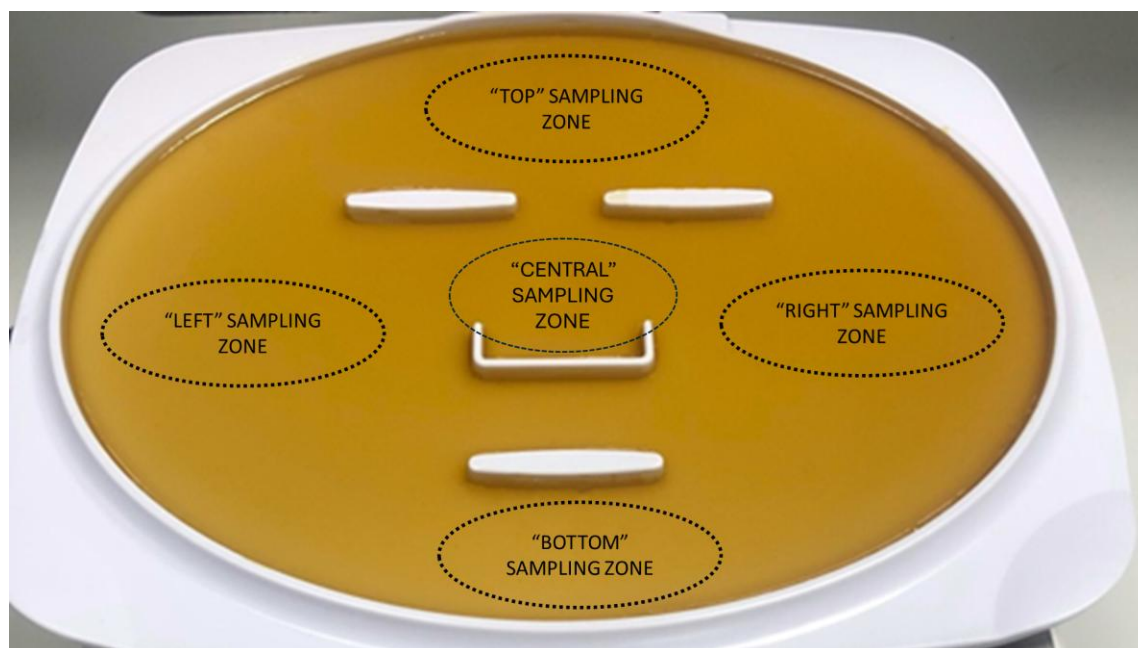 “TOP” SAMPLING
ZONE
“CENTRAL”
SAMPLING
ZONE
“LEFT” SAMPLING
ZONE
“RIGHT” SAMPLING
ZONE
“BOTTOM”
SAMPLING ZONE